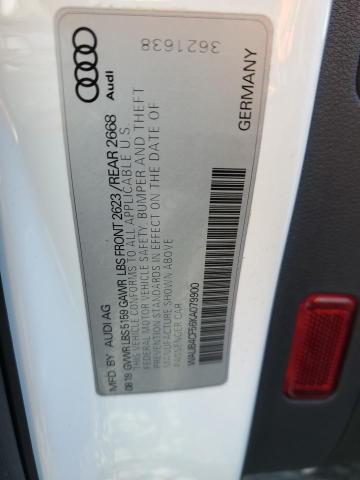 Audi
3621638
MFD. BY AUDI AG
08.19 GVWR LBS 5159 GAWR LBS FRONT 2623 /REAR 2668
THIS VEHICLE CONFORMS TO ALL APPLICABLE U.S.
FEDERAL MOTOR VEHICLE SAFETY, BUMPER AND THEFT
STANDARDS IN EFFECT ON THE DATE OF
MANUFACTURE SHOWN ABOVE
PASSENGER CAR
WAUB4CF56KA079900
GERMANY